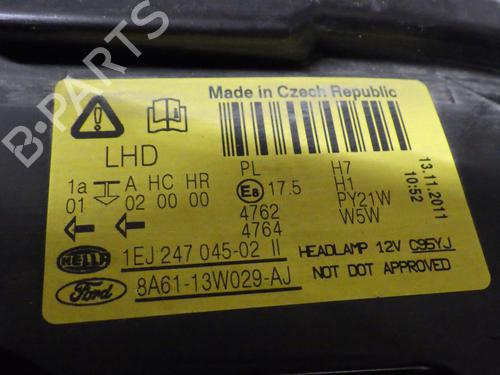 Made in Czech Republic
LHD
1a A HC HR
01 02 00 00
PL
E8 17.5
4762
4764
H7
H1
PY21W
W5W
13.11.2011
10:52
HELLA 1EJ 247 045-02 II
HEADLAMP 12V C95YJ
Ford 8A61-13W029-AJ
NOT DOT APPROVED
B-PARTS